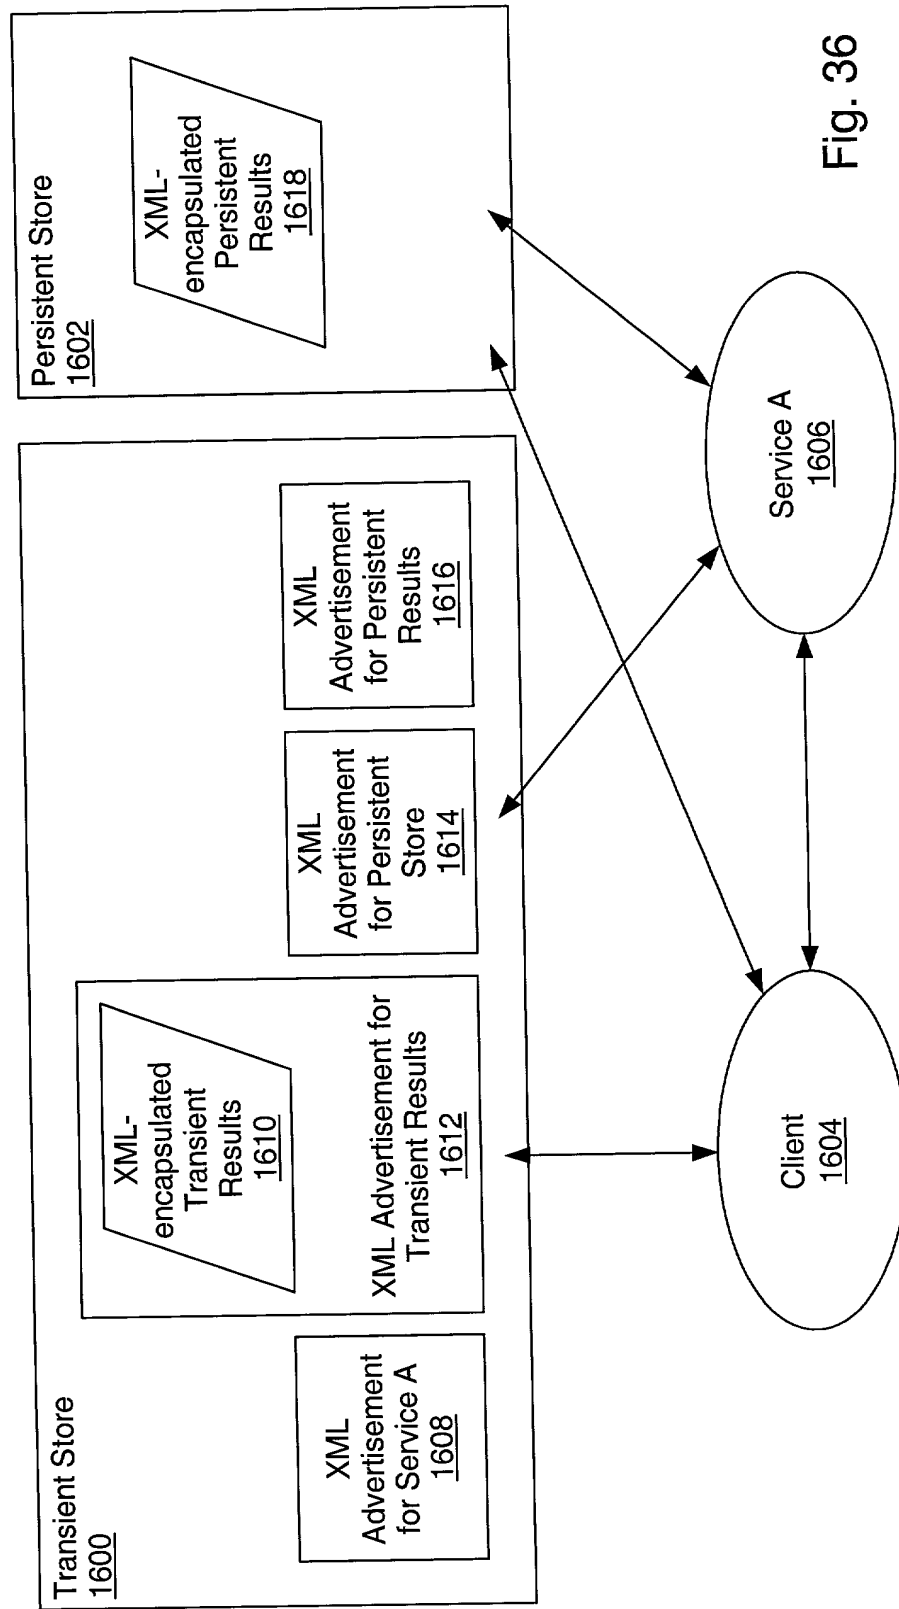 Transient Store
1600
XML
Advertisement
for Service A
1608
XML-
encapsulated
Transient
Results
1610
XML Advertisement for
Transient Results
1612
XML
Advertisement
for Persistent
Store
1614
XML
Advertisement
for Persistent
Results
1616
Persistent Store
1602
XML-
encapsulated
Persistent
Results
1618
Client
1604
Service A
1606
Fig. 36